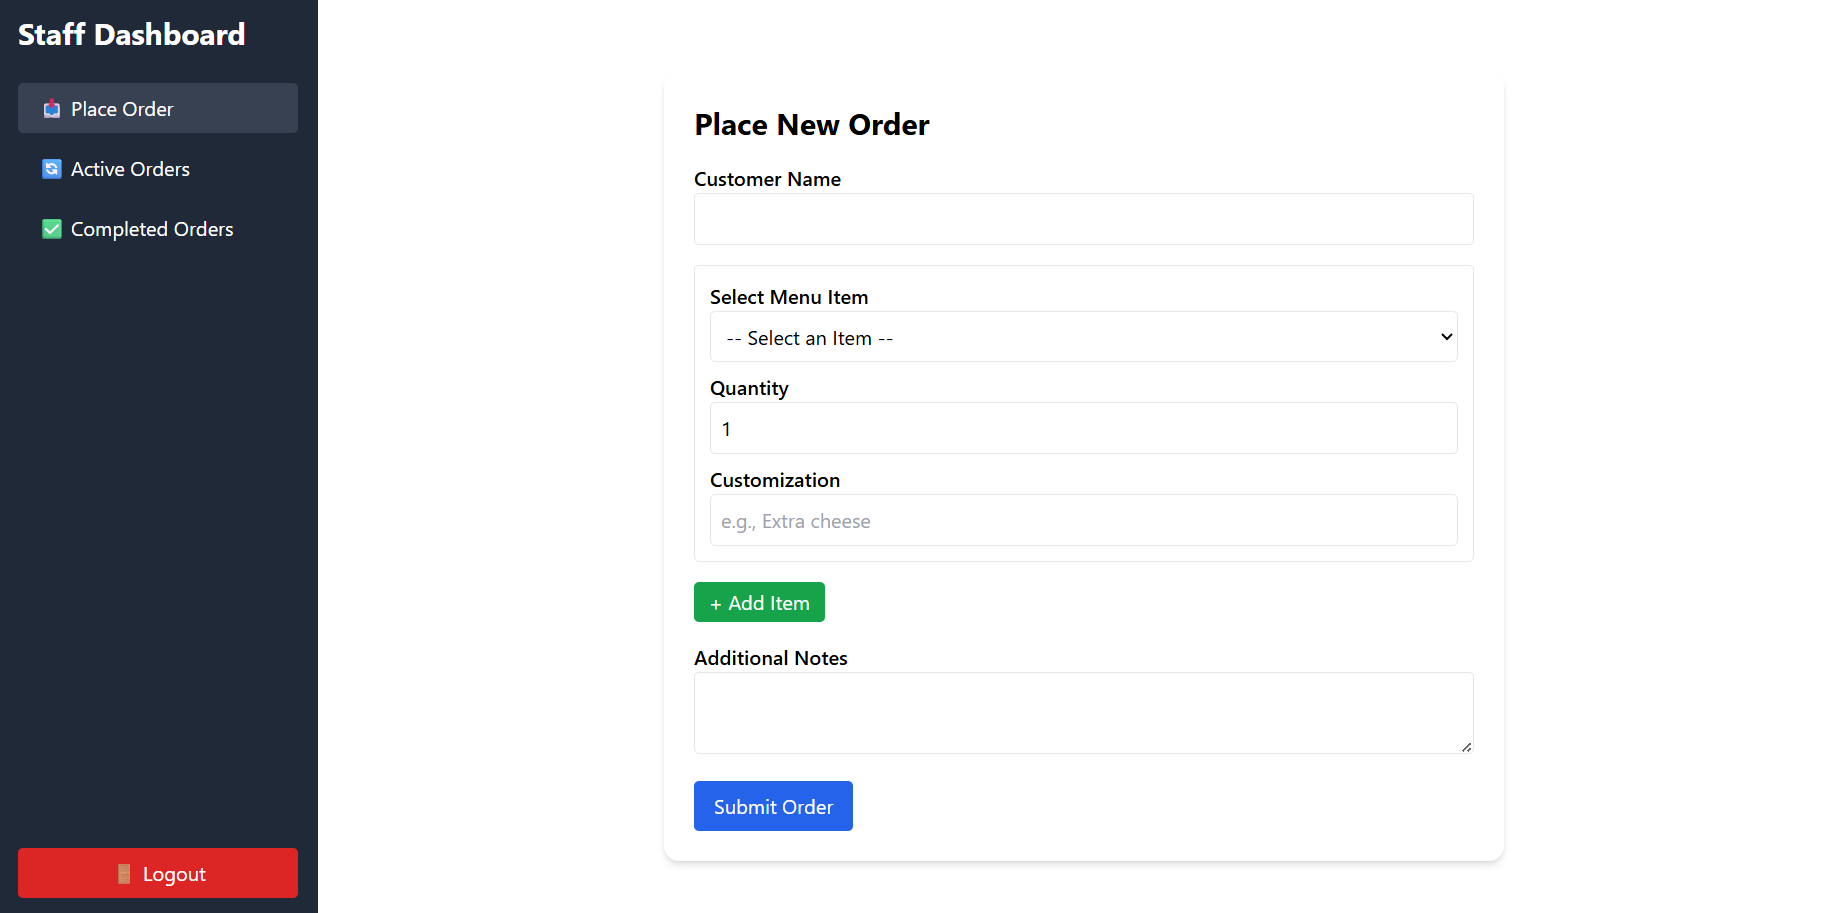 Staff Dashboard
📥 Place Order
🔄 Active Orders
✅ Completed Orders
🚪 Logout
Place New Order
Customer Name
Select Menu Item
-- Select an Item --
Quantity
1
Customization
e.g., Extra cheese
+ Add Item
Additional Notes
Submit Order